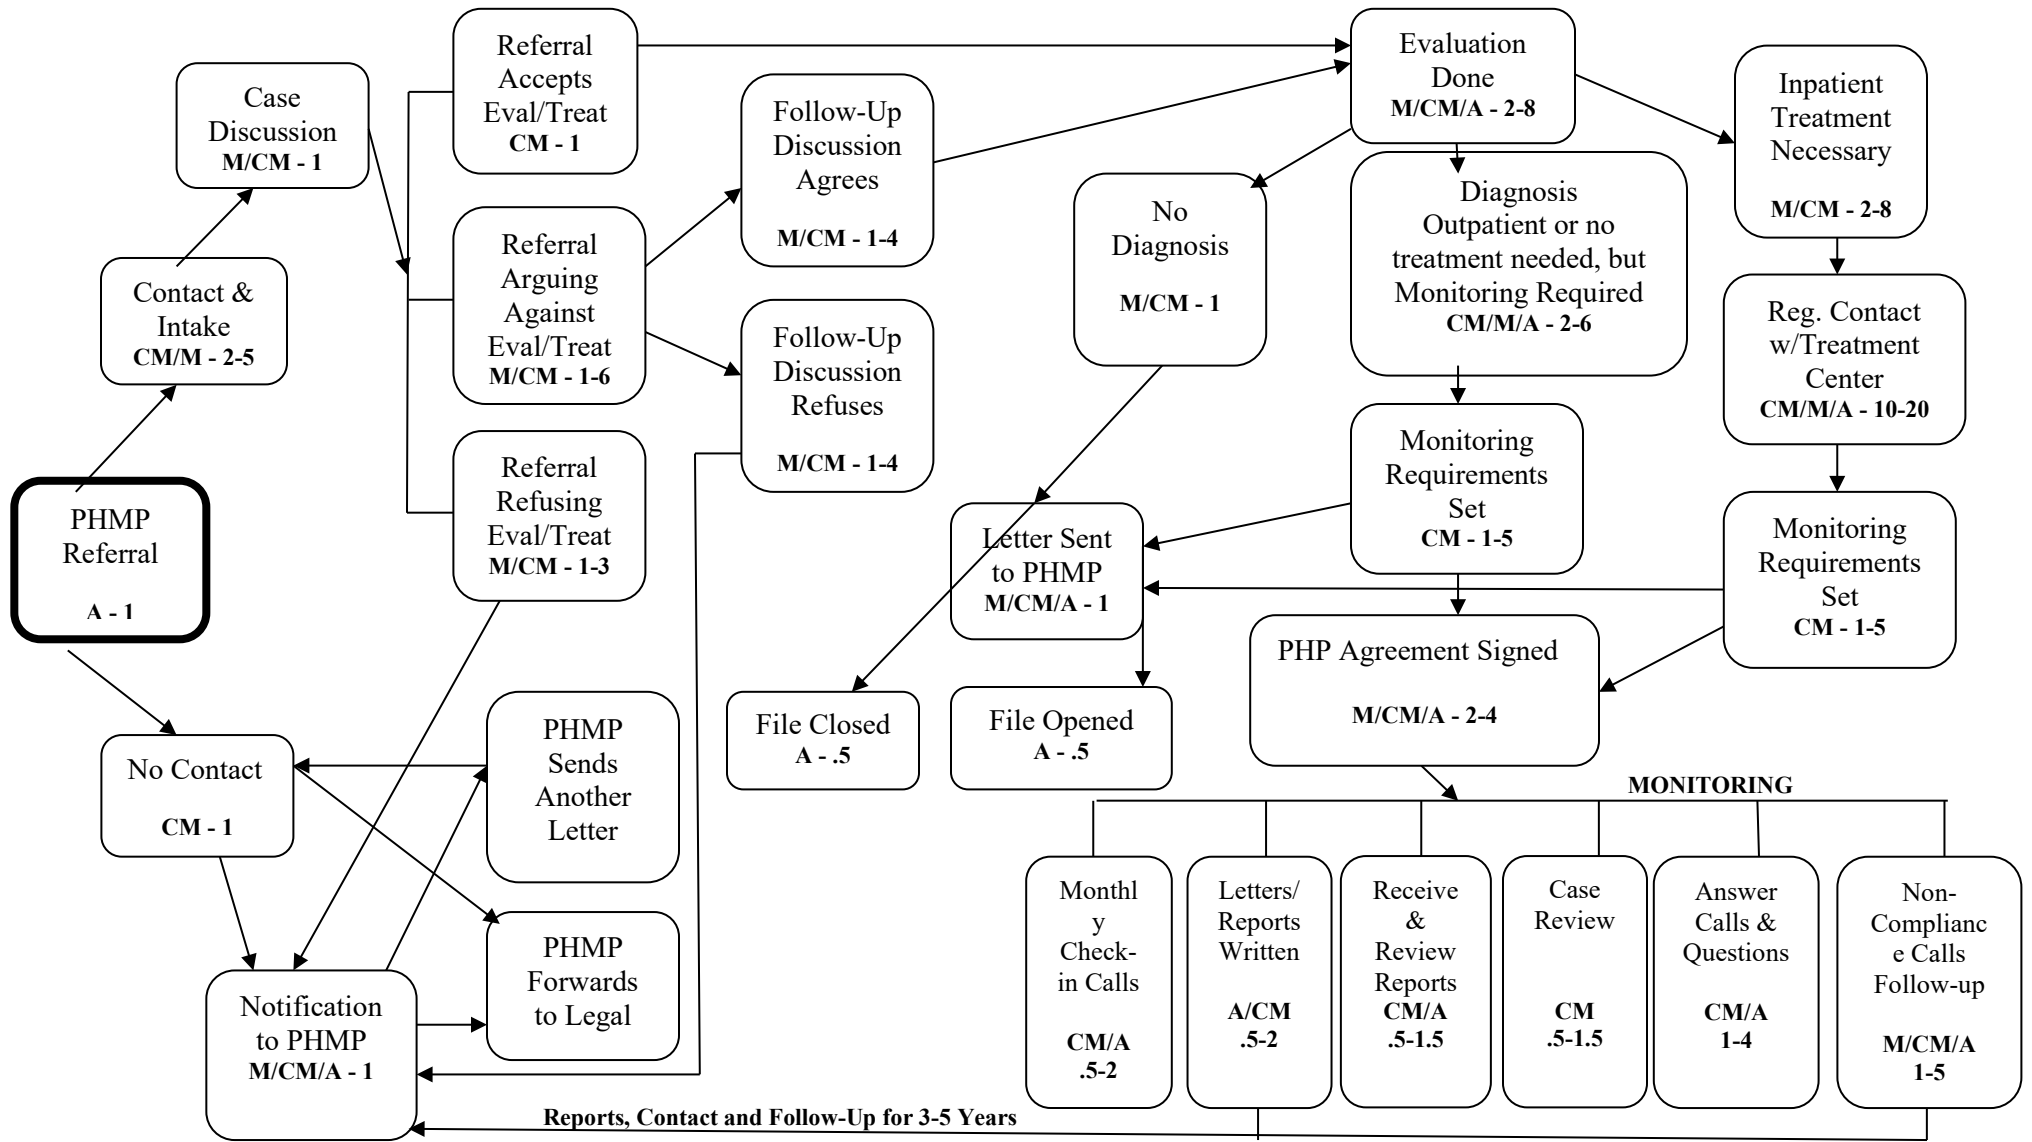 Referral
Accepts
Eval/Treat
CM - 1
Evaluation
Done
M/CM/A - 2-8
Inpatient
Treatment
Necessary
M/CM - 2-8
Case
Discussion
M/CM - 1
Follow-Up
Discussion
Agrees
M/CM - 1-4
No
Diagnosis
M/CM - 1
Diagnosis
Outpatient or no
treatment needed, but
Monitoring Required
CM/M/A - 2-6
Contact &
Intake
CM/M - 2-5
Referral
Arguing
Against
Eval/Treat
M/CM - 1-6
Follow-Up
Discussion
Refuses
M/CM - 1-4
Reg. Contact
w/Treatment
Center
CM/M/A - 10-20
PHMP
Referral
A - 1
Referral
Refusing
Eval/Treat
M/CM - 1-3
Letter Sent
to PHMP
M/CM/A - 1
Monitoring
Requirements
Set
CM - 1-5
Monitoring
Requirements
Set
CM - 1-5
PHP Agreement Signed
M/CM/A - 2-4
No Contact
CM - 1
PHMP
Sends
Another
Letter
File Closed
A - .5
File Opened
A - .5
MONITORING
Notification
to PHMP
M/CM/A - 1
PHMP
Forwards
to Legal
Monthl
y
Check-
in Calls
CM/A
.5-2
Letters/
Reports
Written
A/CM
.5-2
Receive
&
Review
Reports
CM/A
.5-1.5
Case
Review
CM
.5-1.5
Answer
Calls &
Questions
CM/A
1-4
Non-
Complianc
e Calls
Follow-up
M/CM/A
1-5
Reports, Contact and Follow-Up for 3-5 Years